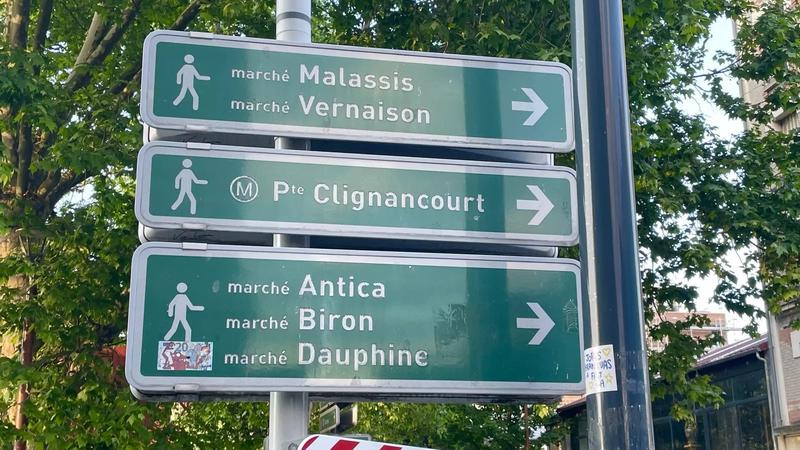 marché Malassis
marché Vernaison
M Pte Clignancourt
marché Antica
marché Biron
marché Dauphine